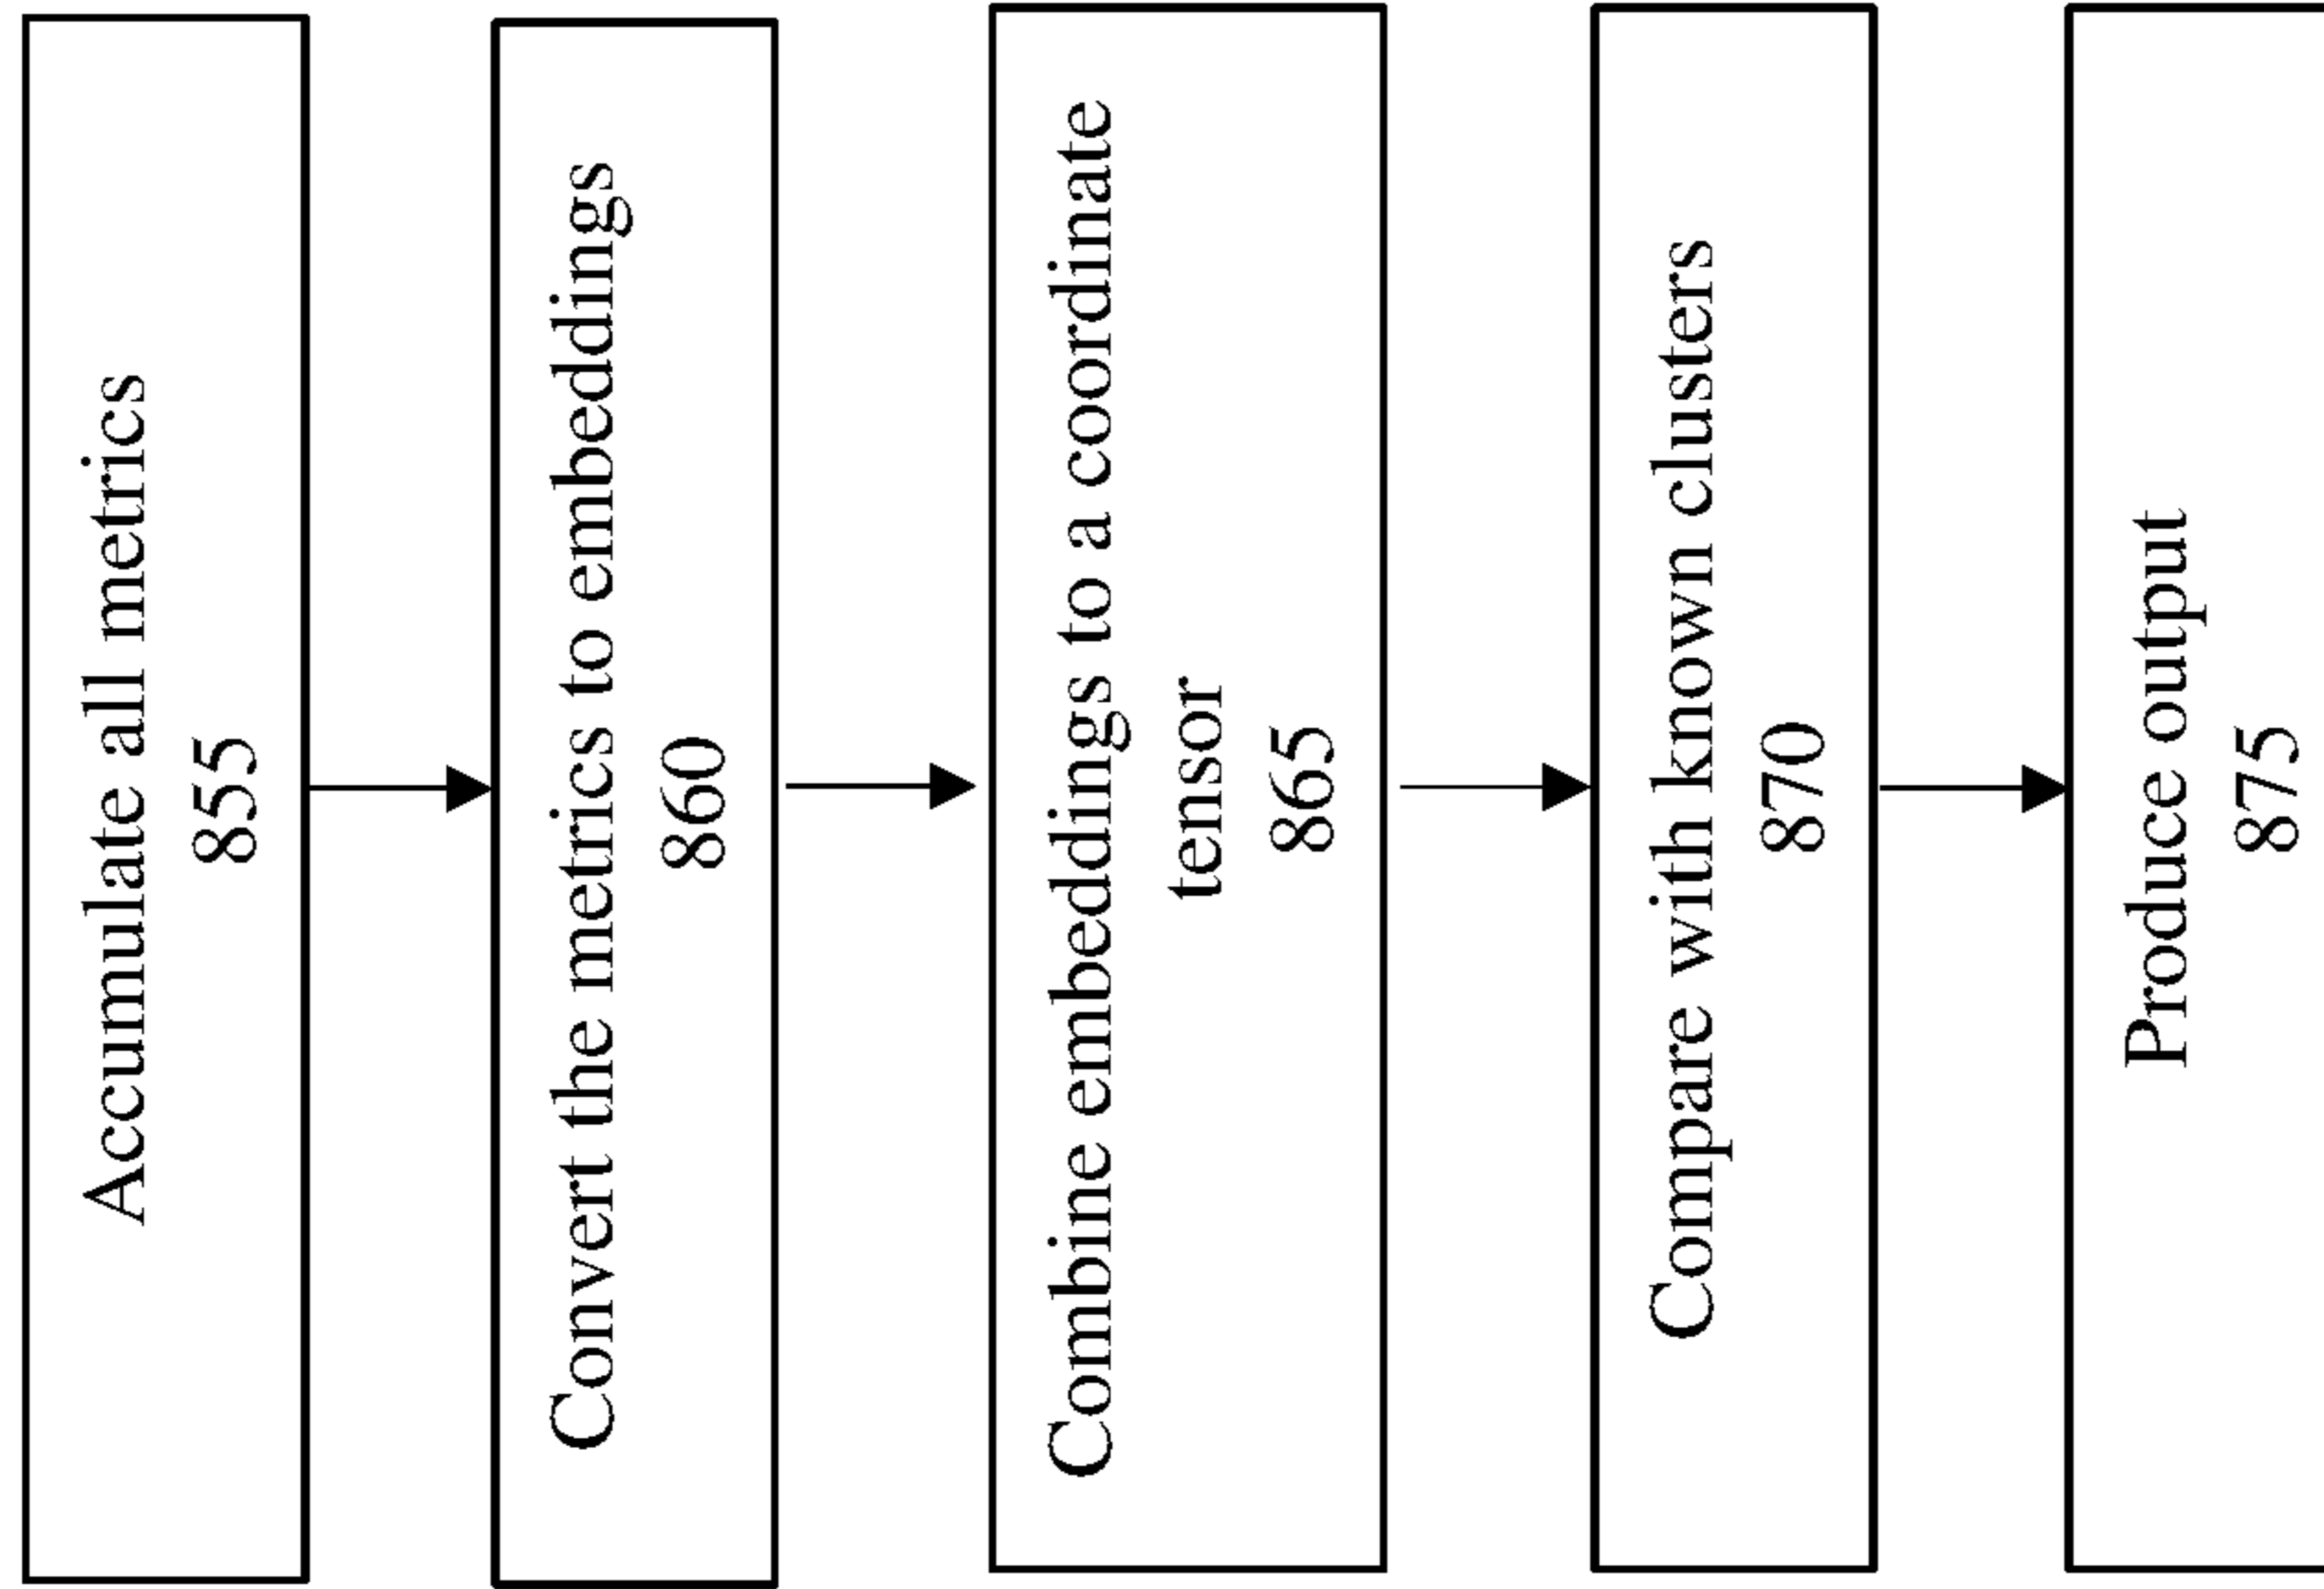 Accumulate all metrics
855
Convert the metrics to embeddings
860
Combine embeddings to a coordinate
tensor
865
Compare with known clusters
870
Produce output
875